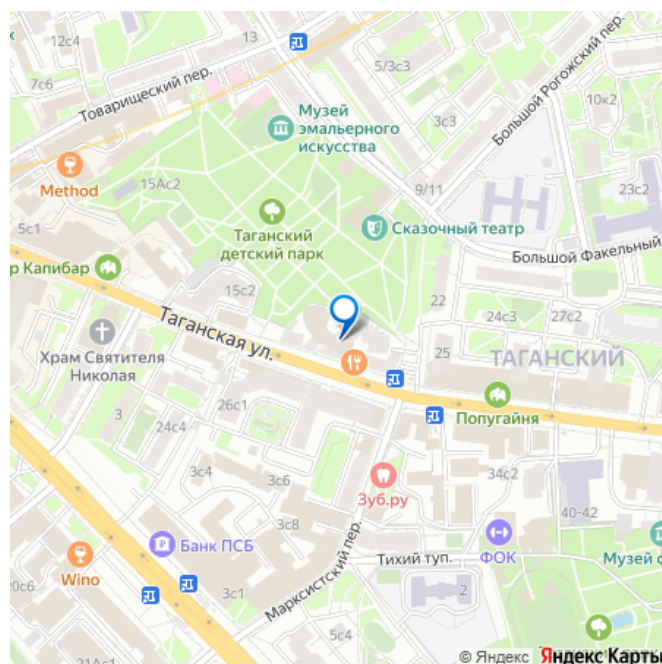 12с4
13
7с6
Товарищеский пер.
5/3с3
Большой Рогожский пер.
10к2
Музей
эмальерного
искусства
3с3
Method
15Ас2
9/11
23с2
5с1
Таганский
детский парк
Сказочный театр
Большой Факельный
р Капибар
15с2
22
Таганская ул.
24с3
27с2
Храм Святителя
Николая
25
ТАГАНСКИЙ
Попугайня
3
26с1
24с4
3с4
3с6
Зуб.ру
34с2
3с8
40-42
Банк ПСБ
ФОК
Тихий туп.
Музей ф
Wino
20с6
3с1
Марксистский пер.
2
5с4
21Ас1
© Яндекс Яндекс Карты